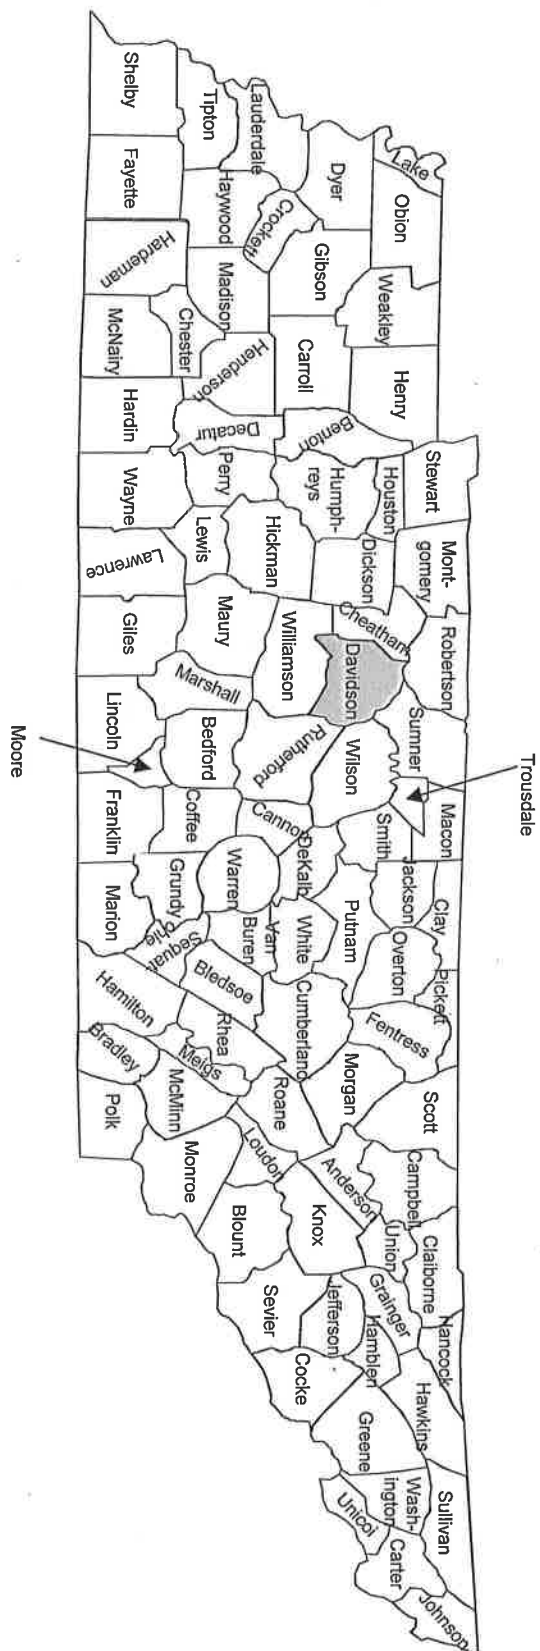 Lake
Obion
Weakley
Henry
Stewart
Mont-
gomery
Robertson
Sumner
Trousdale
Macon
Clay
Pickett
Scott
Campbell
Claiborne
Hancock
Hawkins
Sullivan
Johnson
Dyer
Gibson
Carroll
Benton
Houston
Humph-
reys
Dickson
Cheatham
Davidson
Wilson
Smith
Jackson
Overton
Fentress
Putnam
Morgan
Anderson
Union
Grainger
Hamblen
Jefferson
Greene
Wash-
ington
Unicoi
Carter
Lauderdale
Crockett
Tipton
Haywood
Madison
Henderson
Decatur
Perry
Hickman
Lewis
Maury
Williamson
Rutherford
Cannon
DeKalb
Warren
White
Van
Buren
Cumberland
Bledsoe
Rhea
Roane
Loudon
Knox
Blount
Sevier
Cocke
Shelby
Fayette
Hardeman
Chester
McNairy
Hardin
Wayne
Lawrence
Giles
Marshall
Bedford
Lincoln
Moore
Coffee
Franklin
Grundy
Sequat-
chie
Marion
Hamilton
Meigs
Bradley
McMinn
Polk
Monroe